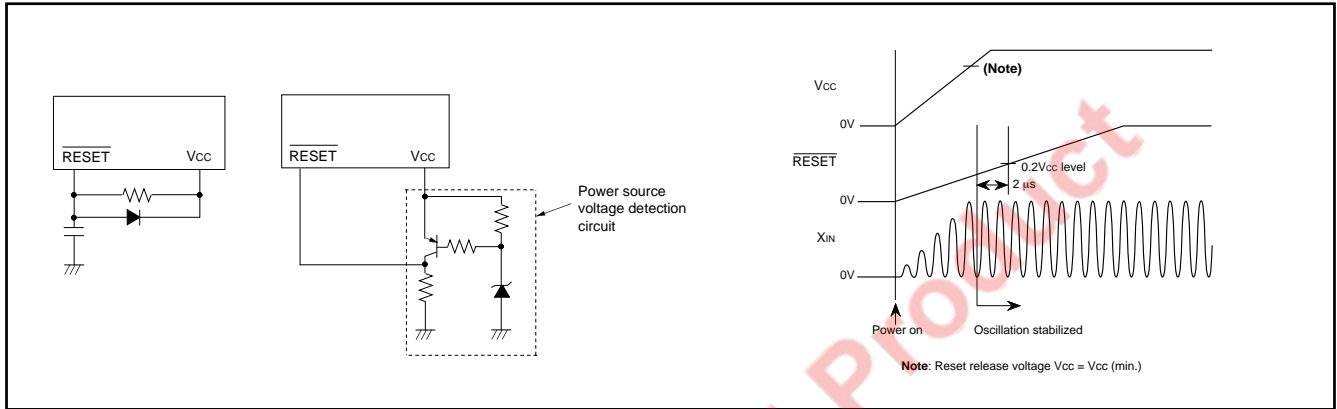 RESET
Vcc
RESET
Vcc
Power source
voltage detection
circuit
Vcc
(Note)
0V
RESET
0.2Vcc level
2 μs
0V
XIN
0V
Power on
Oscillation stabilized
Note: Reset release voltage Vcc = Vcc (min.)
Product